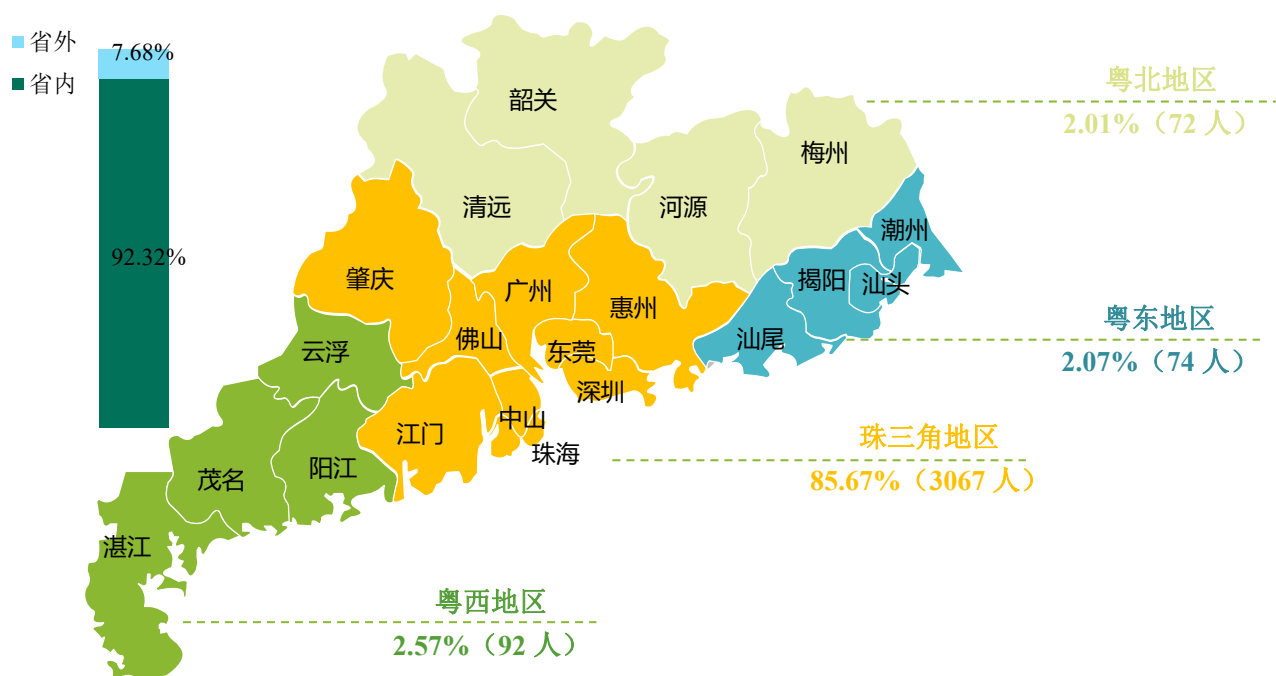 省外
7.68%
省内
92.32%
韶关
粤北地区
2.01%（72 人）
梅州
清远
河源
潮州
肇庆
广州
揭阳
汕头
惠州
粤东地区
2.07%（74 人）
佛山
汕尾
云浮
东莞
深圳
中山
江门
珠海
珠三角地区
85.67%（3067 人）
茂名
阳江
湛江
粤西地区
2.57%（92 人）